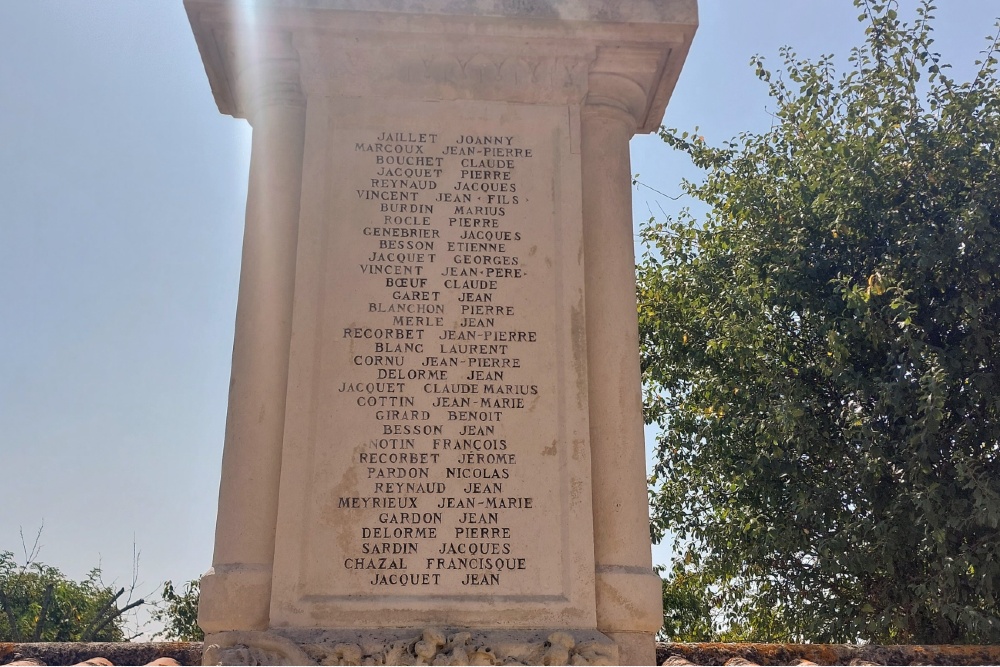 JAILLET JOANNY
MARCOUX JEAN-PIERRE
BOUCHET CLAUDE
JACQUET PIERRE
REYNAUD JACQUES
VINCENT JEAN · FILS ·
BURDIN MARIUS
ROCLE PIERRE
GENEBRIER JACQUES
BESSON ETIENNE
JACQUET GEORGES
VINCENT JEAN·PERE·
BŒUF CLAUDE
GARET JEAN
BLANCHON PIERRE
MERLE JEAN
RECORBET JEAN-PIERRE
BLANC LAURENT
CORNU JEAN-PIERRE
DELORME JEAN
JACQUET CLAUDE MARIUS
COTTIN JEAN-MARIE
GIRARD BENOIT
BESSON JEAN
NOTIN FRANÇOIS
RECORBET JÉROME
PARDON NICOLAS
REYNAUD JEAN
MEYRIEUX JEAN-MARIE
GARDON JEAN
DELORME PIERRE
SARDIN JACQUES
CHAZAL FRANCISQUE
JACQUET JEAN